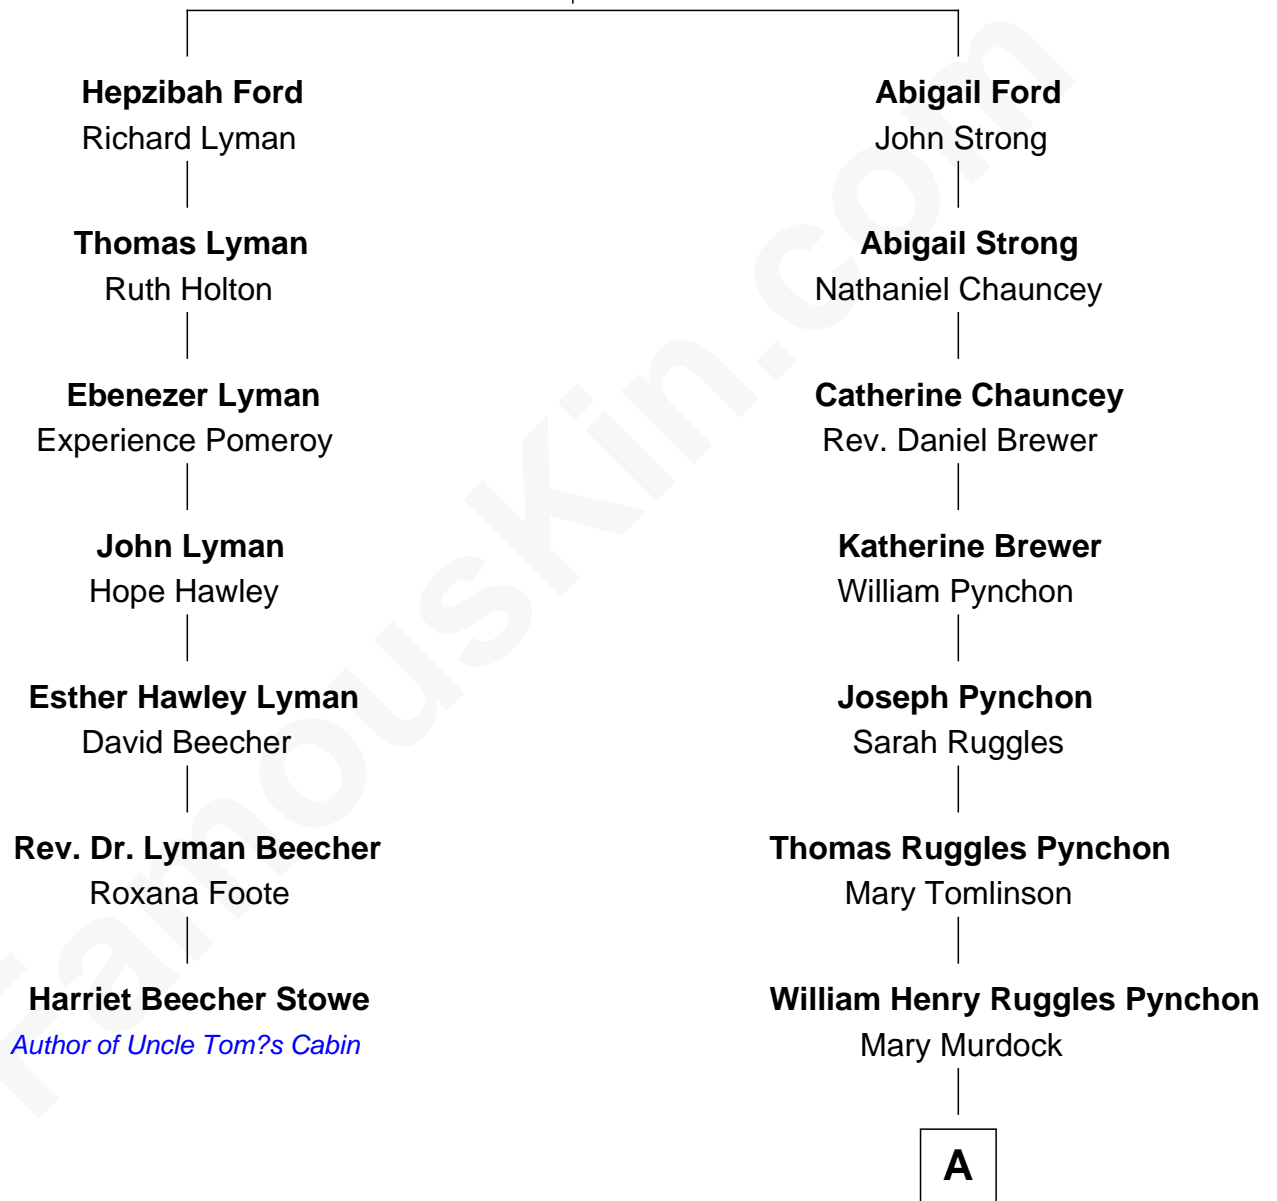 Hepzibah Ford
Richard Lyman
Thomas Lyman
Ruth Holton
Ebenezer Lyman
Experience Pomeroy
John Lyman
Hope Hawley
Esther Hawley Lyman
David Beecher
Rev. Dr. Lyman Beecher
Roxana Foote
Harriet Beecher Stowe
Author of Uncle Tom?s Cabin
Abigail Ford
John Strong
Abigail Strong
Nathaniel Chauncey
Catherine Chauncey
Rev. Daniel Brewer
Katherine Brewer
William Pynchon
Joseph Pynchon
Sarah Ruggles
Thomas Ruggles Pynchon
Mary Tomlinson
William Henry Ruggles Pynchon
Mary Murdock
A
FamousKin.com